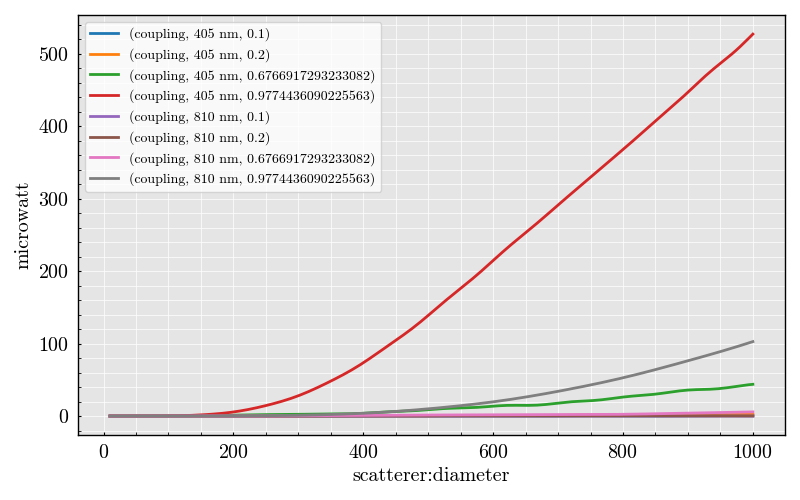 (coupling, 405 nm, 0.1)
(coupling, 405 nm, 0.2)
(coupling, 405 nm, 0.6766917293233082)
(coupling, 405 nm, 0.9774436090225563)
(coupling, 810 nm, 0.1)
(coupling, 810 nm, 0.2)
(coupling, 810 nm, 0.6766917293233082)
(coupling, 810 nm, 0.9774436090225563)
500
400
300
200
100
0
microwatt
0 200 400 600 800 1000
scatterer:diameter